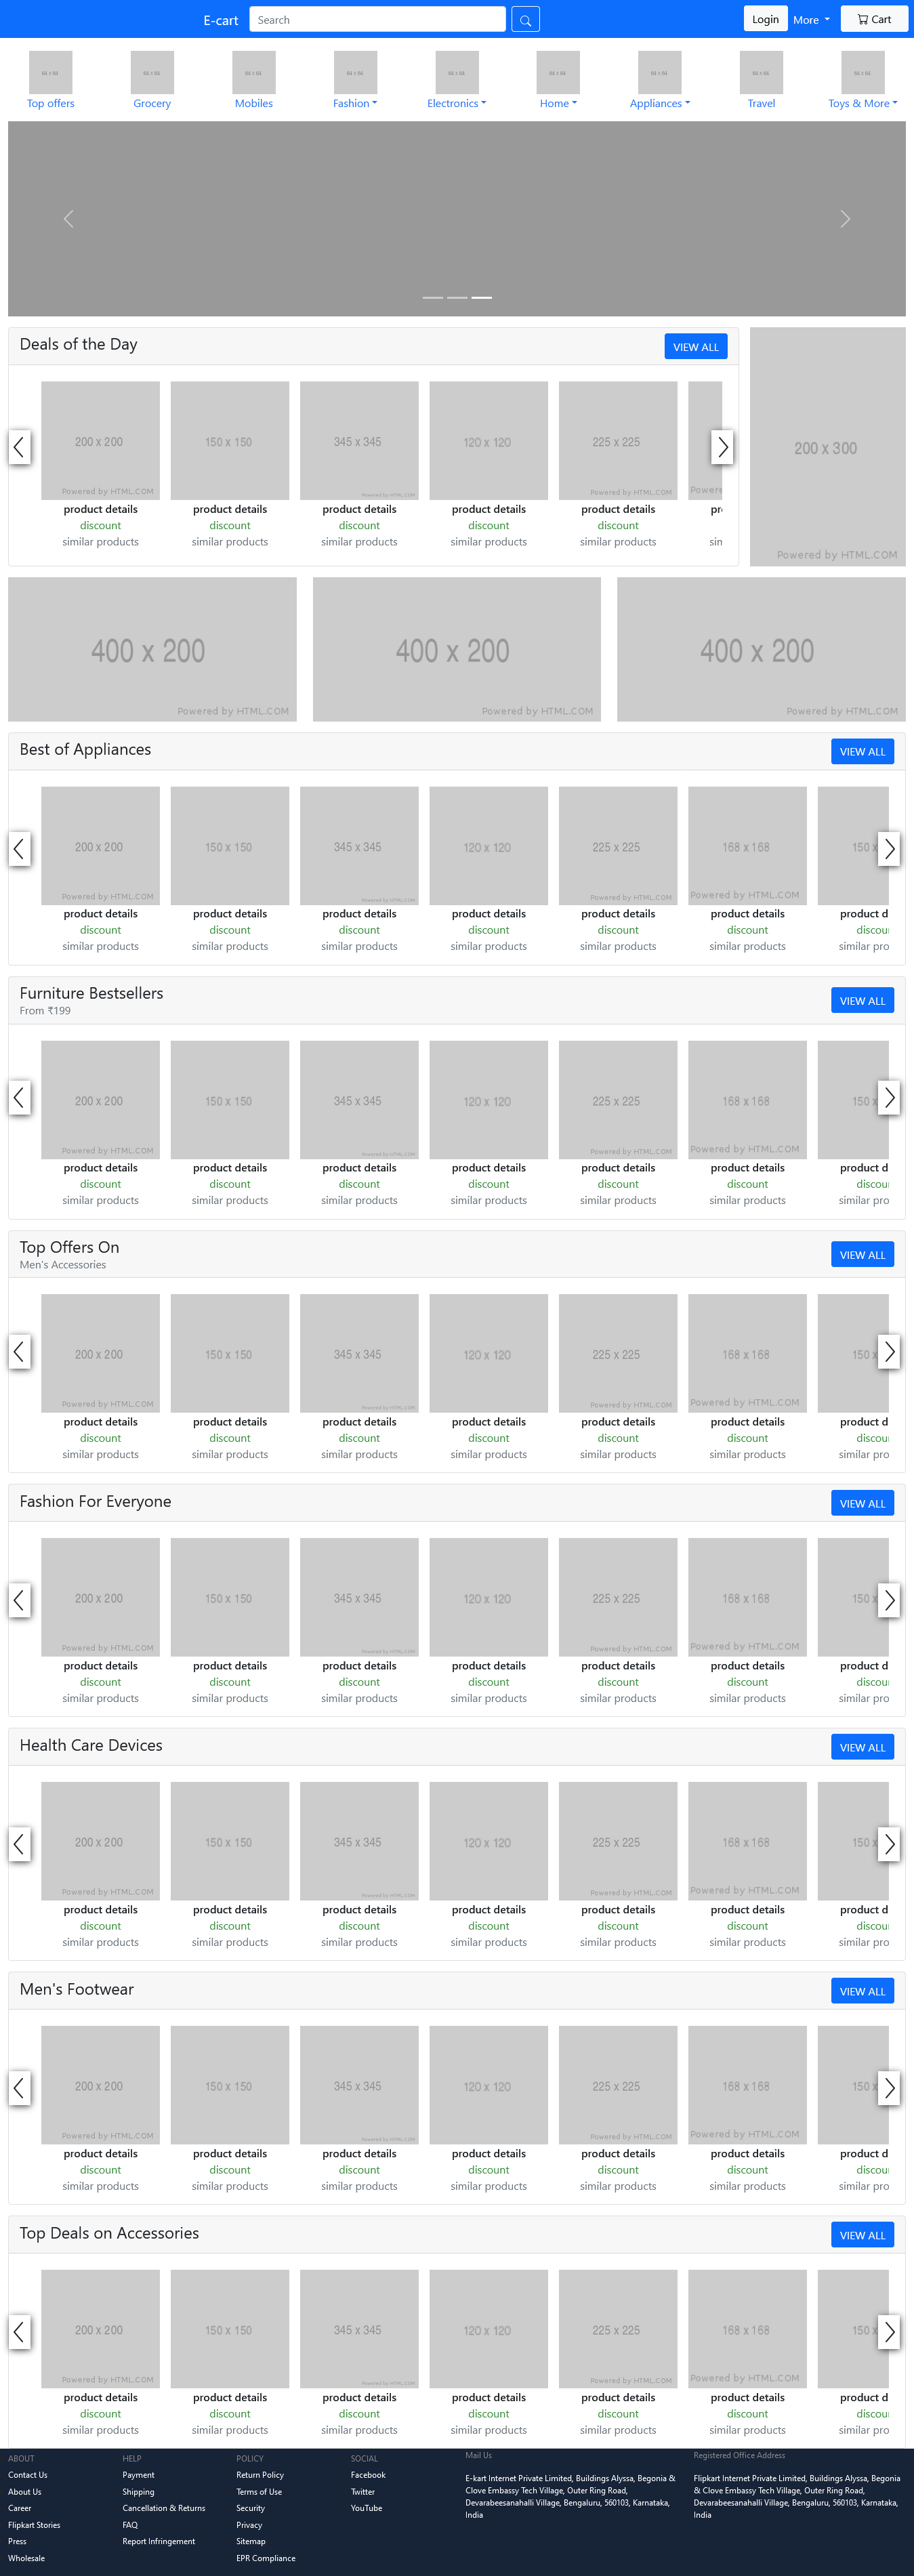 E-cart Search Login More Cart
Top offers Grocery Mobiles Fashion Electronics Home Appliances Travel Toys & More
Deals of the Day VIEW ALL
200 x 200 150 x 150 345 x 345 120 x 120 225 x 225
200 x 300
Powered by HTML.COM Powered by HTML.COM Powered by HTML.COM Powere
product details product details product details product details product details pr
discount discount discount discount discount
similar products similar products similar products similar products similar products sim
Powered by HTML.COM
400 x 200 400 x 200 400 x 200
Powered by HTML.COM Powered by HTML.COM Powered by HTML.COM
Best of Appliances VIEW ALL
200 x 200 150 x 150 345 x 345 120 x 120 225 x 225 168 x 168 150 x
Powered by HTML.COM Powered by HTML.COM Powered by HTML.COM Powered by HTML.COM
product details product details product details product details product details product details product d
discount discount discount discount discount discount discou
similar products similar products similar products similar products similar products similar products similar pro
Furniture Bestsellers VIEW ALL
From ₹199
200 x 200 150 x 150 345 x 345 120 x 120 225 x 225 168 x 168 150 x
Powered by HTML.COM Powered by HTML.COM Powered by HTML.COM Powered by HTML.COM
product details product details product details product details product details product details product d
discount discount discount discount discount discount discou
similar products similar products similar products similar products similar products similar products similar pro
Top Offers On VIEW ALL
Men's Accessories
200 x 200 150 x 150 345 x 345 120 x 120 225 x 225 168 x 168 150 x
Powered by HTML.COM Powered by HTML.COM Powered by HTML.COM Powered by HTML.COM
product details product details product details product details product details product details product d
discount discount discount discount discount discount discou
similar products similar products similar products similar products similar products similar products similar pro
Fashion For Everyone VIEW ALL
200 x 200 150 x 150 345 x 345 120 x 120 225 x 225 168 x 168 150 x
Powered by HTML.COM Powered by HTML.COM Powered by HTML.COM Powered by HTML.COM
product details product details product details product details product details product details product d
discount discount discount discount discount discount discou
similar products similar products similar products similar products similar products similar products similar pro
Health Care Devices VIEW ALL
200 x 200 150 x 150 345 x 345 120 x 120 225 x 225 168 x 168 150 x
Powered by HTML.COM Powered by HTML.COM Powered by HTML.COM Powered by HTML.COM
product details product details product details product details product details product details product d
discount discount discount discount discount discount discou
similar products similar products similar products similar products similar products similar products similar pro
Men's Footwear VIEW ALL
200 x 200 150 x 150 345 x 345 120 x 120 225 x 225 168 x 168 150 x
Powered by HTML.COM Powered by HTML.COM Powered by HTML.COM Powered by HTML.COM
product details product details product details product details product details product details product d
discount discount discount discount discount discount discou
similar products similar products similar products similar products similar products similar products similar pro
Top Deals on Accessories VIEW ALL
200 x 200 150 x 150 345 x 345 120 x 120 225 x 225 168 x 168 150 x
Powered by HTML.COM Powered by HTML.COM Powered by HTML.COM Powered by HTML.COM
product details product details product details product details product details product details product d
discount discount discount discount discount discount discou
similar products similar products similar products similar products similar products similar products similar pro
ABOUT
Contact Us
About Us
Career
Flipkart Stories
Press
Wholesale
HELP
Payment
Shipping
Cancellation & Returns
FAQ
Report Infringement
POLICY
Return Policy
Terms of Use
Security
Privacy
Sitemap
EPR Compliance
SOCIAL
Facebook
Twitter
YouTube
Mail Us
E-kart Internet Private Limited, Buildings Alyssa, Begonia &
Clove Embassy Tech Village, Outer Ring Road,
Devarabeesanahalli Village, Bengaluru, 560103, Karnataka,
India
Registered Office Address
Flipkart Internet Private Limited, Buildings Alyssa, Begonia
& Clove Embassy Tech Village, Outer Ring Road,
Devarabeesanahalli Village, Bengaluru, 560103, Karnataka,
India